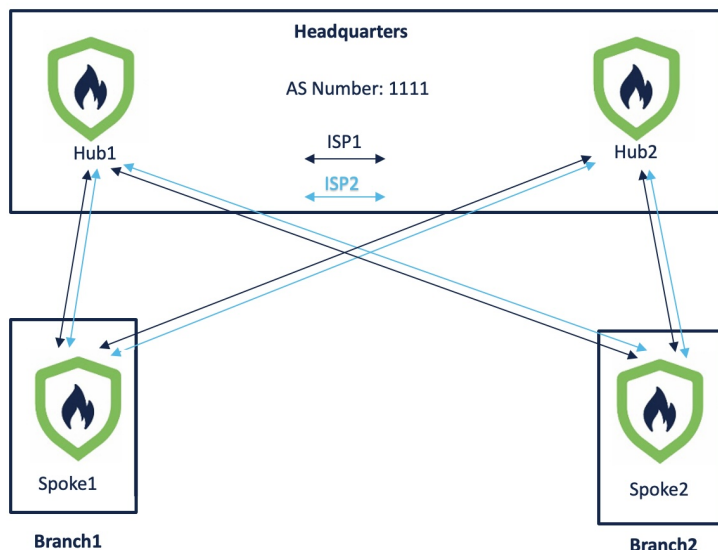 Headquarters
AS Number: 1111
ISP1
Hub1
Hub2
ISP2
Spoke1
Spoke2
Branch1
Branch2